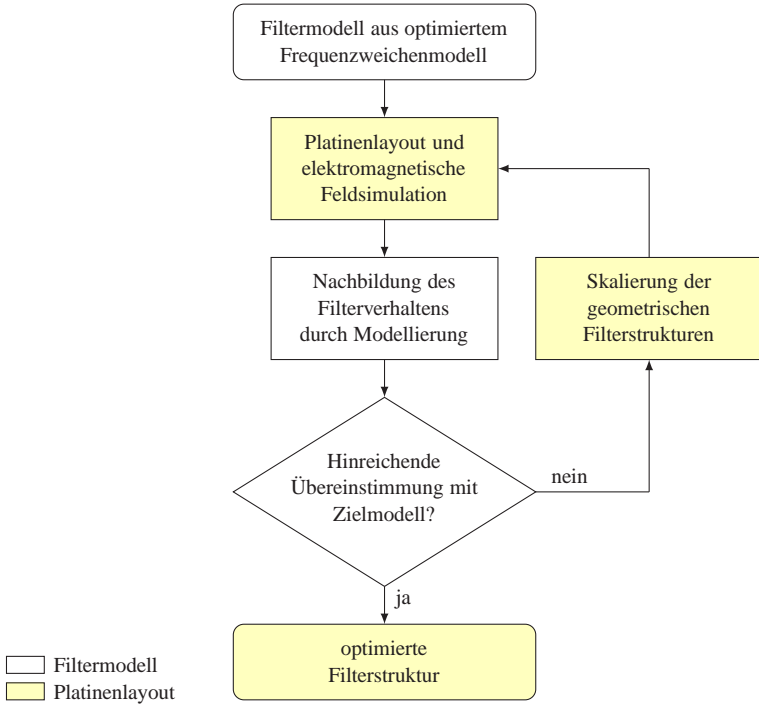 Filtermodell aus optimiertem
Frequenzweichenmodell
Platinenlayout und
elektromagnetische
Feldsimulation
Nachbildung des
Filterverhaltens
durch Modellierung
Skalierung der
geometrischen
Filterstrukturen
Hinreichende
Übereinstimmung mit
Zielmodell?
nein
ja
optimierte
Filterstruktur
Filtermodell
Platinenlayout